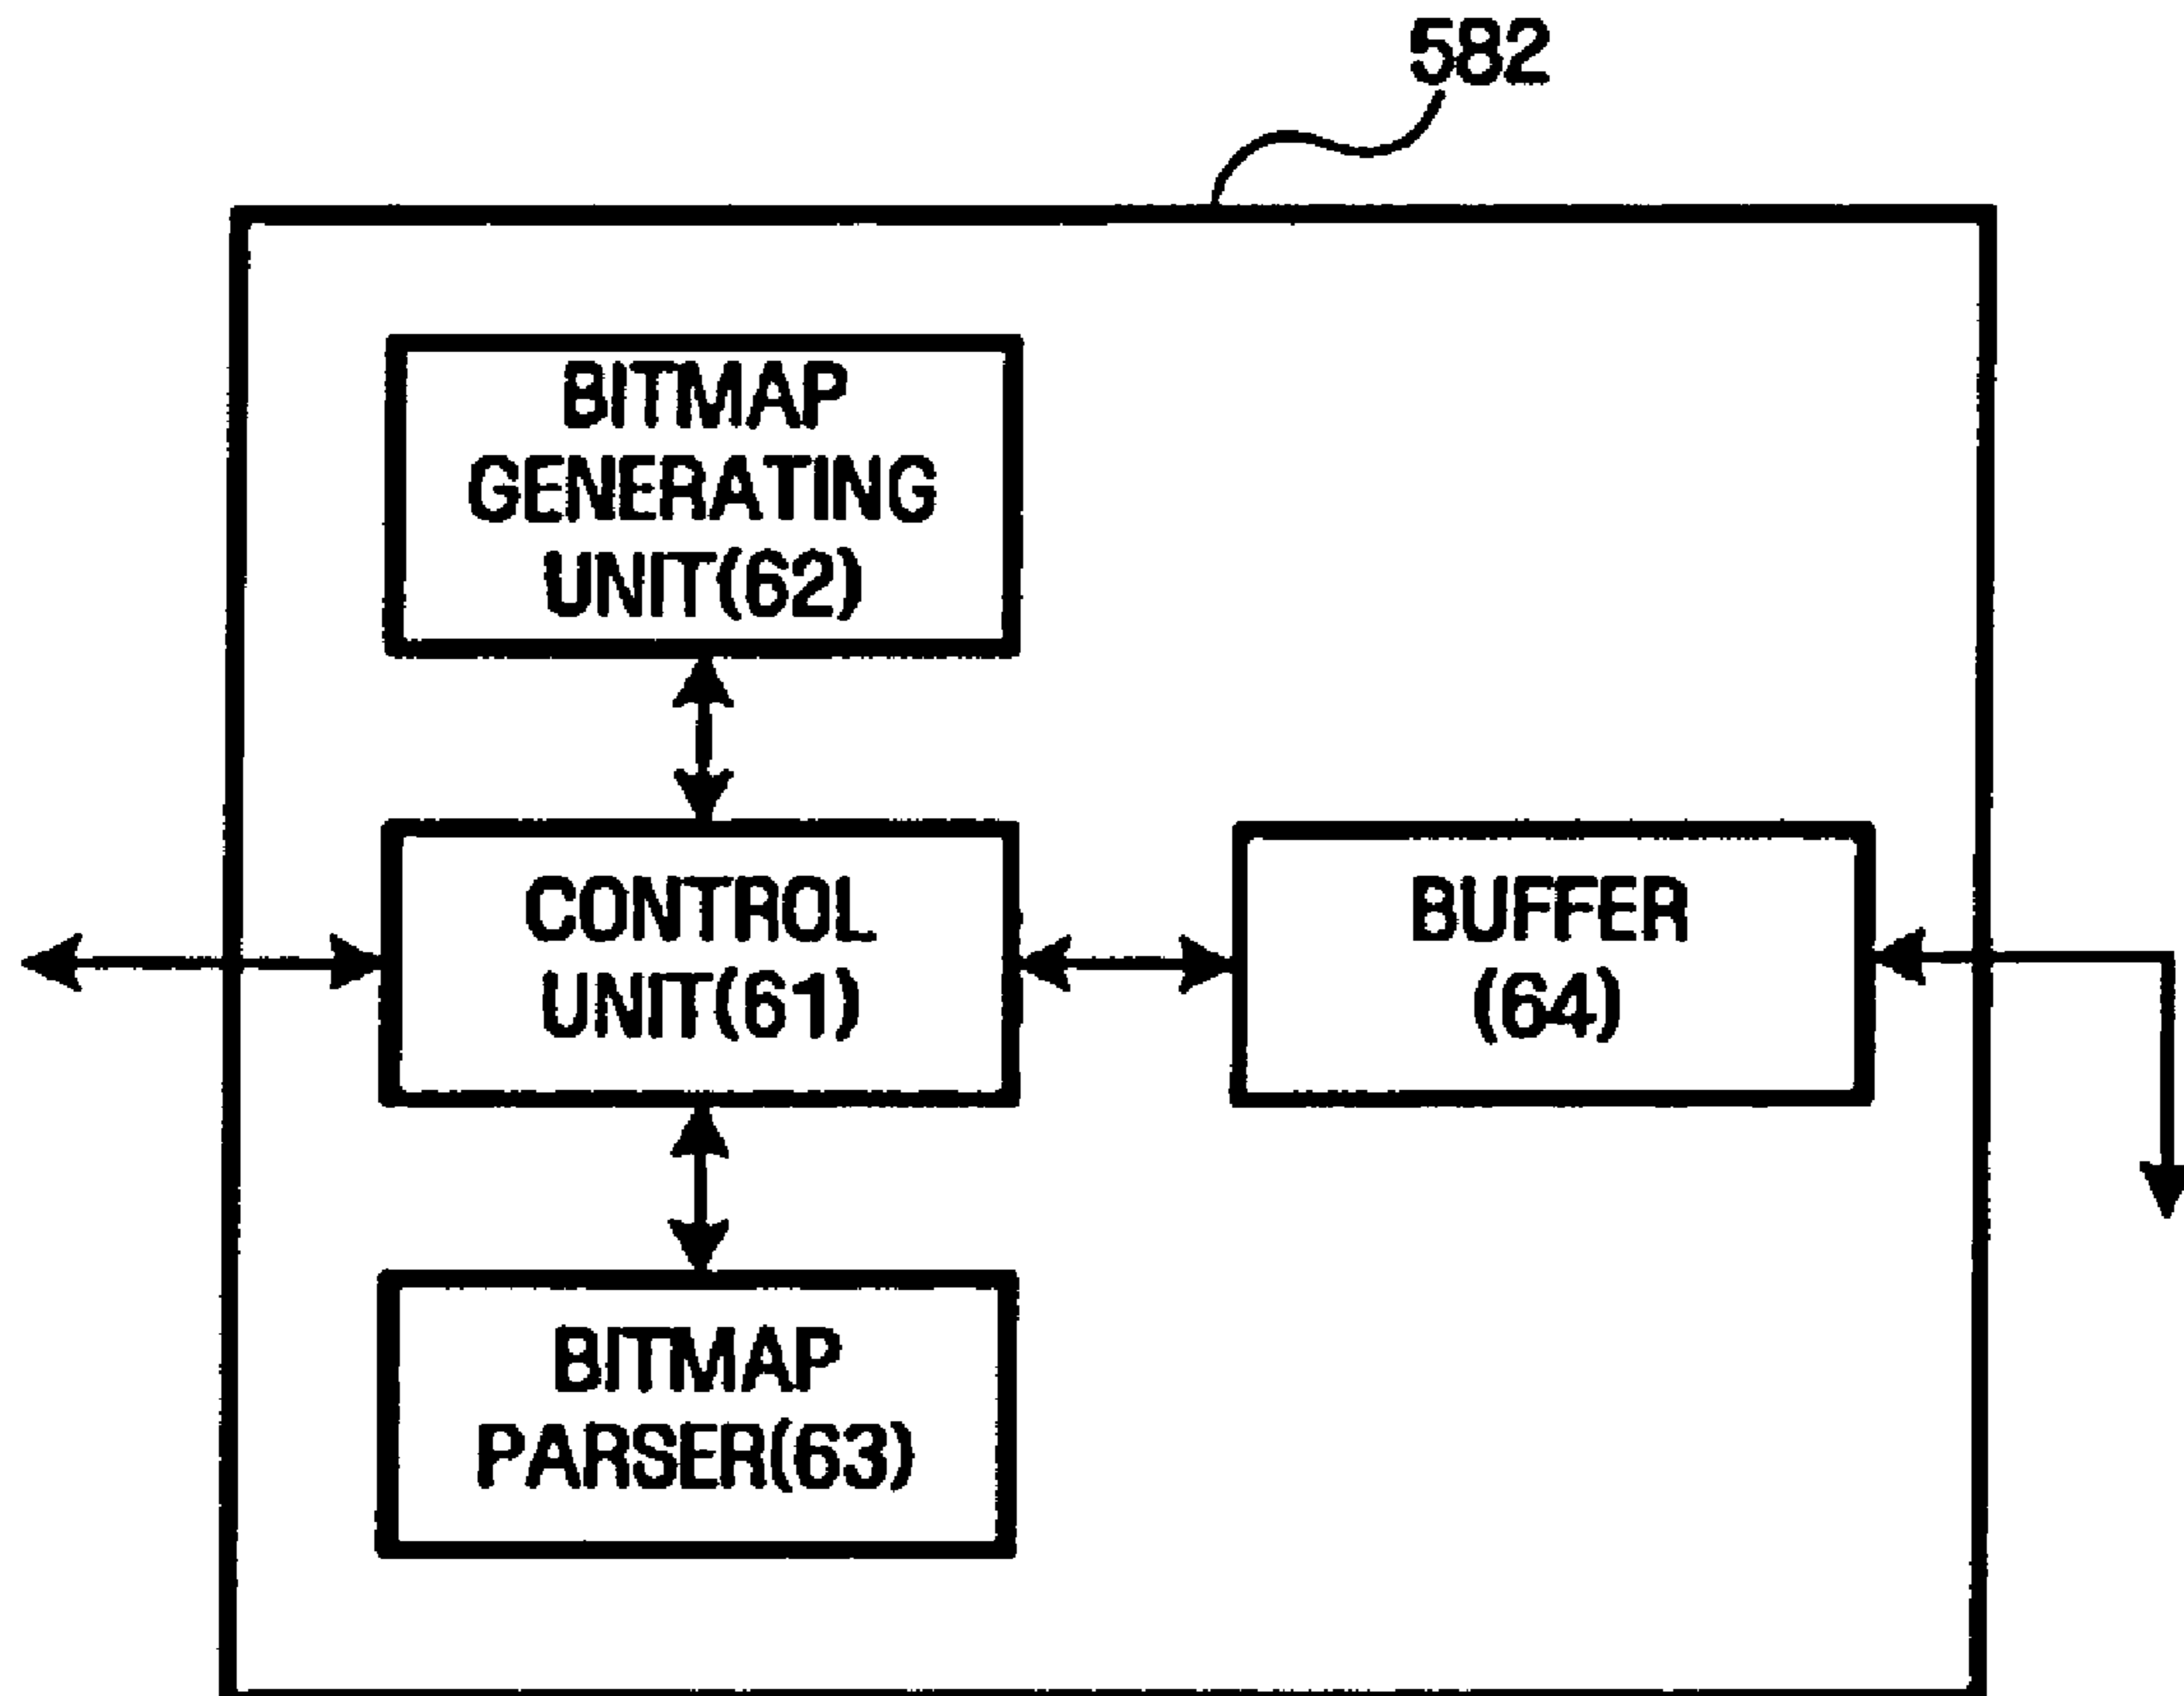 582
BITMAP
GENERATING
UNIT(62)
CONTROL
UNIT(61)
BUFFER
(64)
BITMAP
PARSER(63)